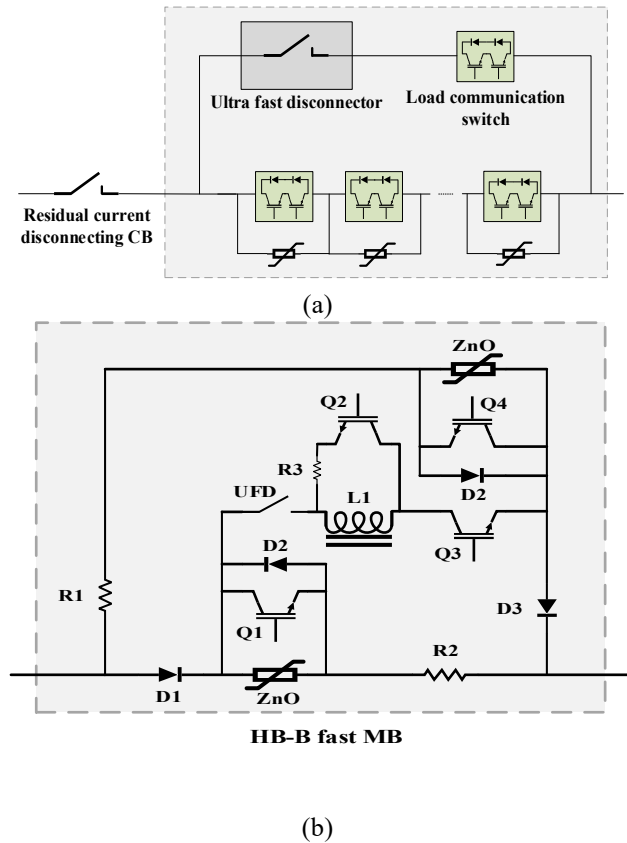 Ultra fast disconnector
Load communication
switch
Residual current
disconnecting CB
(a)
ZnO
Q2
Q4
R3
UFD
L1
D2
D2
Q3
R1
Q1
D3
R2
D1
ZnO
HB-B fast MB
(b)